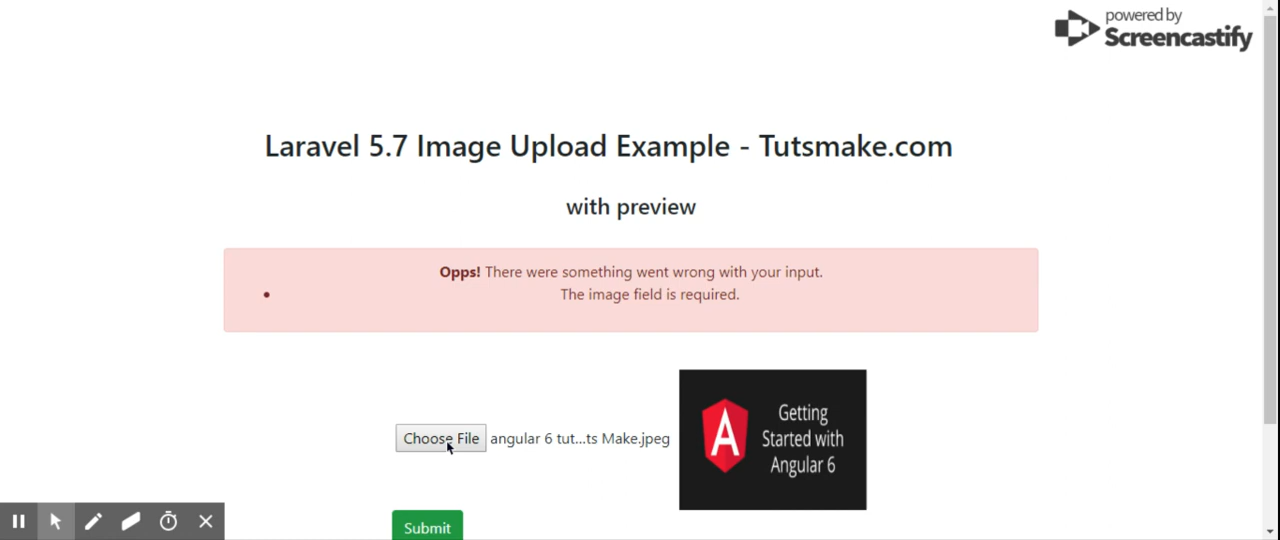 powered by
Screencastify
Laravel 5.7 Image Upload Example - Tutsmake.com
with preview
Opps! There were something went wrong with your input.
• The image field is required.
Choose File angular 6 tut...ts Make.jpeg
A
Getting
Started with
Angular 6
Submit